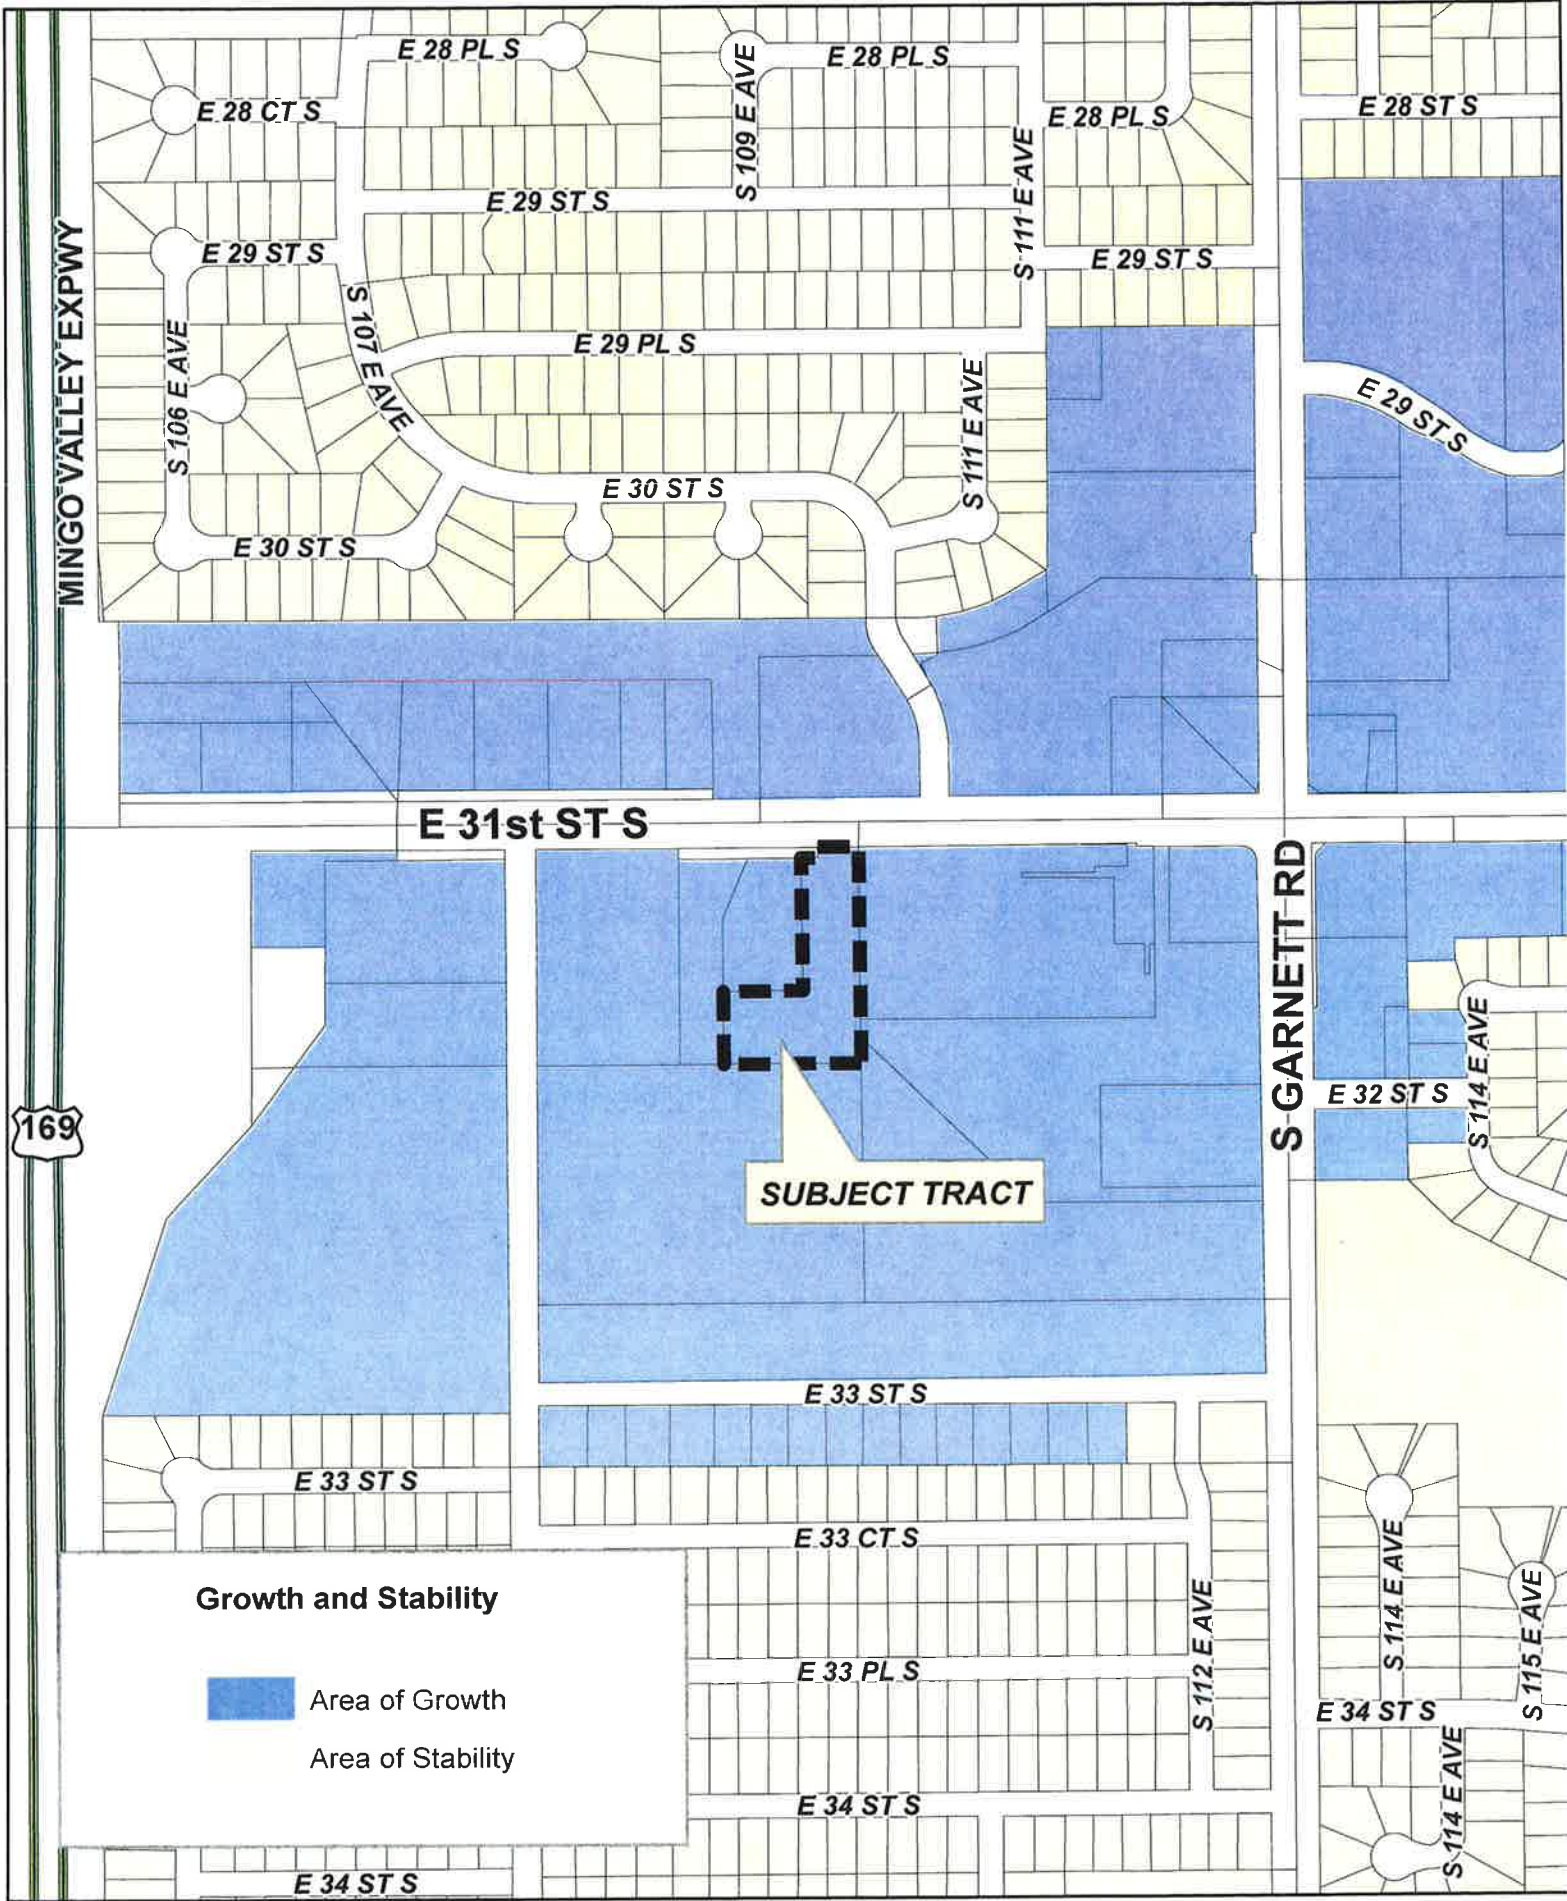 E 28 PL S
E 28 PL S
E 28 CT S
S 109 E AVE
E 28 PL S
E 28 ST S
S 111 E AVE
E 29 ST S
E 29 ST S
E 29 ST S
MINGO VALLEY EXPWY
S 107 E AVE
E 29 PL S
S 106 E AVE
S 111 E AVE
E 29 ST S
E 30 ST S
E 30 ST S
E 31st ST S
S GARNETT RD
169
E 32 ST S
S 114 E AVE
SUBJECT TRACT
E 33 ST S
E 33 ST S
E 33 CT S
S 114 E AVE
S 115 E AVE
S 112 E AVE
E 33 PL S
E 34 ST S
S 114 E AVE
E 34 ST S
E 34 ST S
Growth and Stability
Area of Growth
Area of Stability